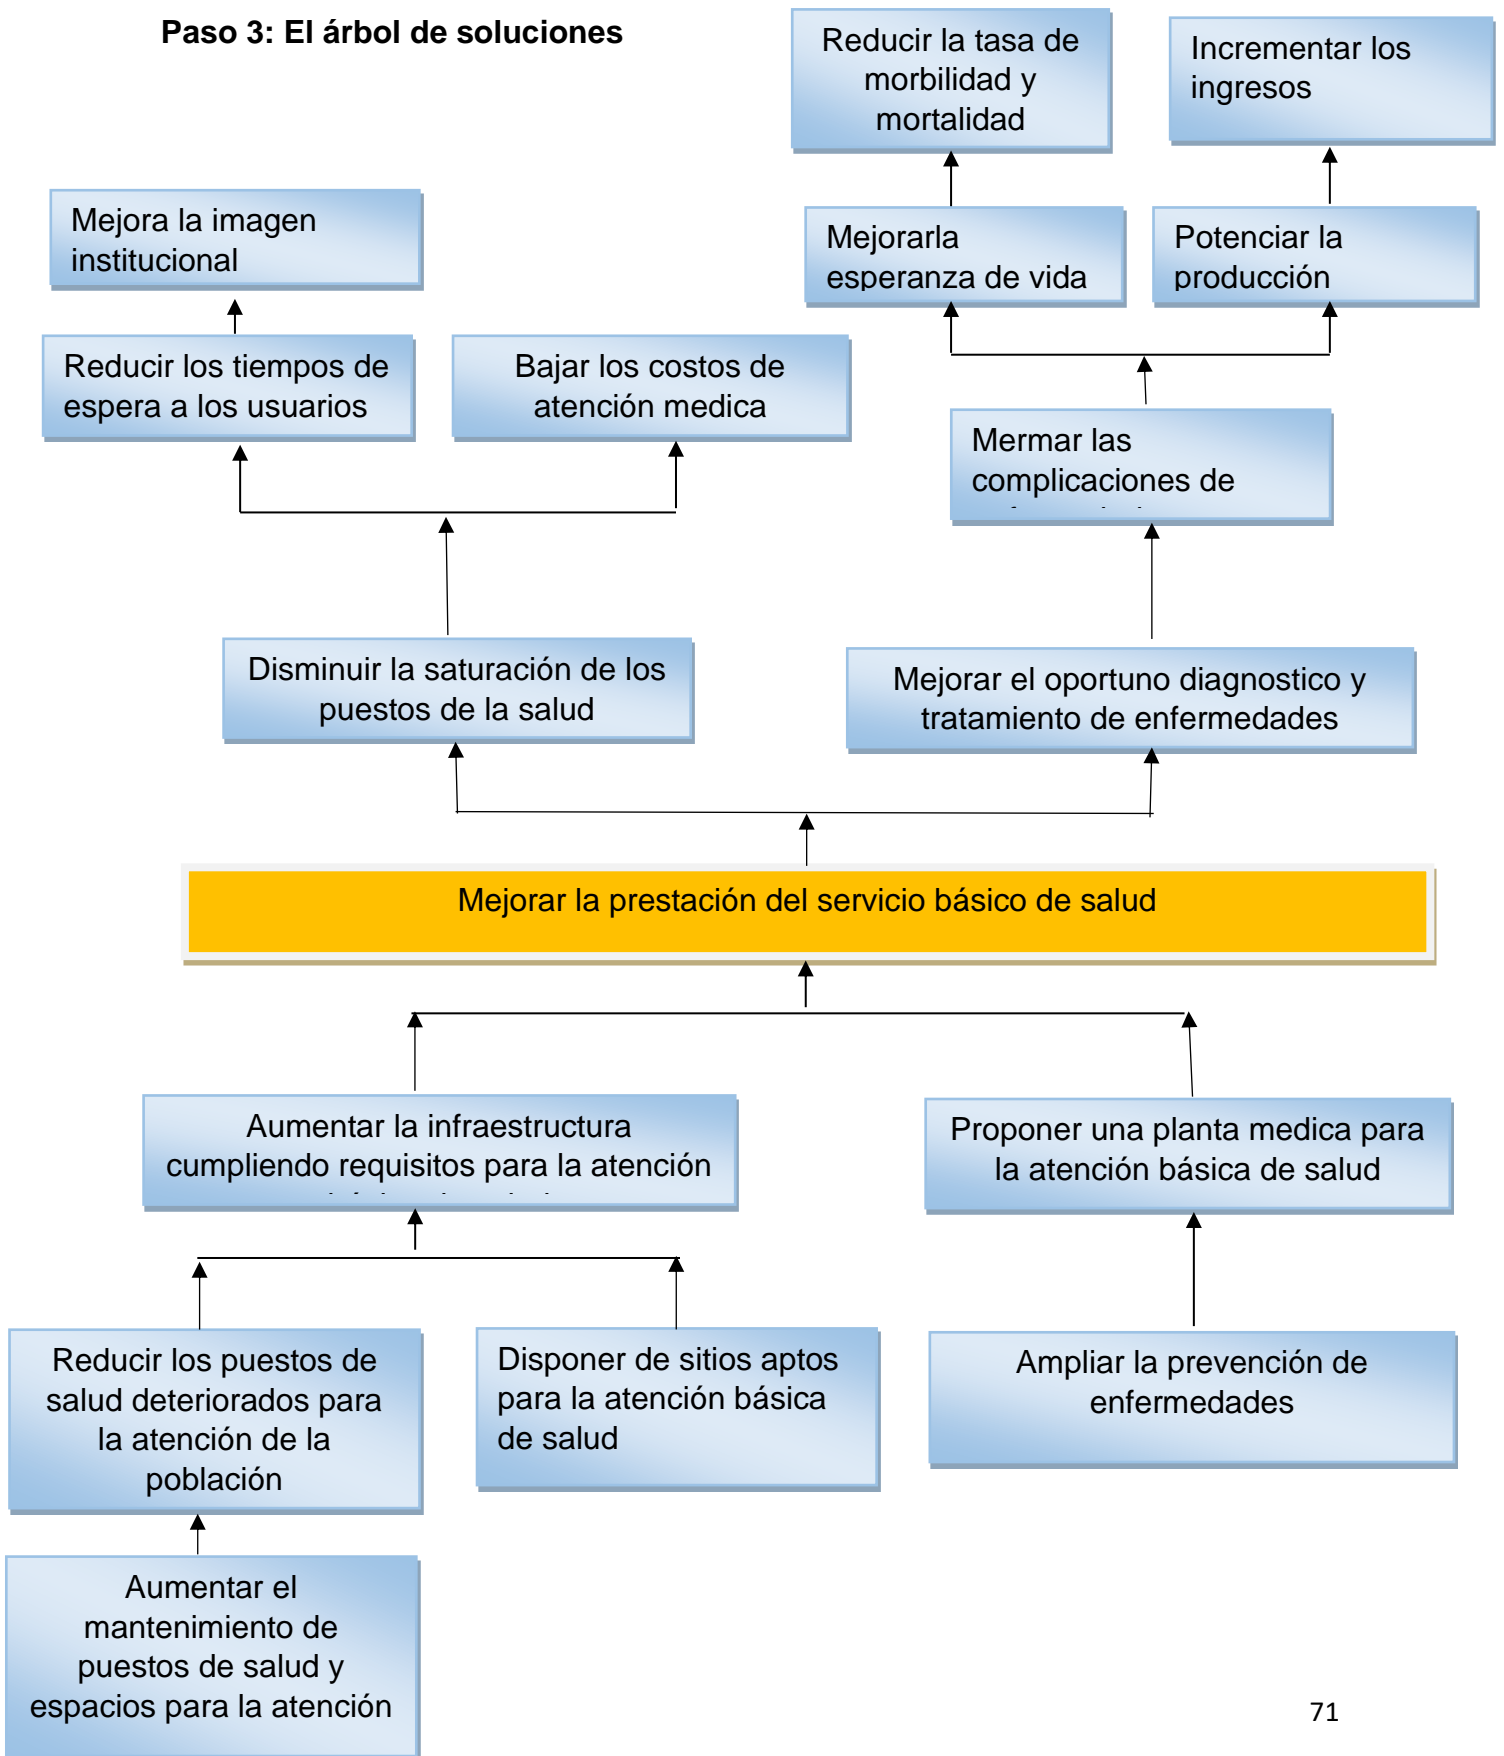 Paso 3: El árbol de soluciones
Reducir la tasa de
morbilidad y
mortalidad
Incrementar los
ingresos
Mejora la imagen
institucional
Mejorarla
esperanza de vida
Potenciar la
producción
Reducir los tiempos de
espera a los usuarios
Bajar los costos de
atención medica
Mermar las
complicaciones de
Disminuir la saturación de los
puestos de la salud
Mejorar el oportuno diagnostico y
tratamiento de enfermedades
Mejorar la prestación del servicio básico de salud
Aumentar la infraestructura
cumpliendo requisitos para la atención
Proponer una planta medica para
la atención básica de salud
Reducir los puestos de
salud deteriorados para
la atención de la
población
Disponer de sitios aptos
para la atención básica
de salud
Ampliar la prevención de
enfermedades
Aumentar el
mantenimiento de
puestos de salud y
espacios para la atención
71